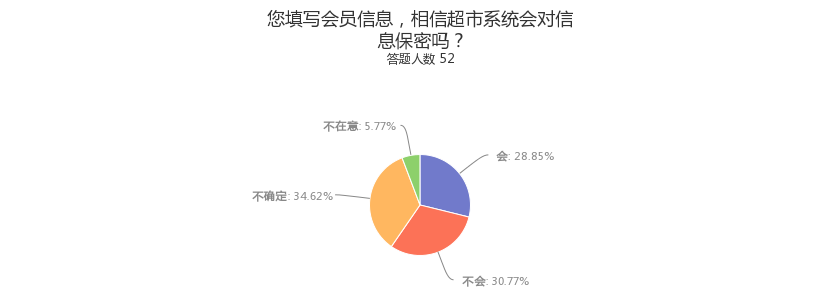 您填写会员信息，相信超市系统会对信
息保密吗？
答题人数 52
不在意: 5.77%
会: 28.85%
不确定: 34.62%
不会: 30.77%